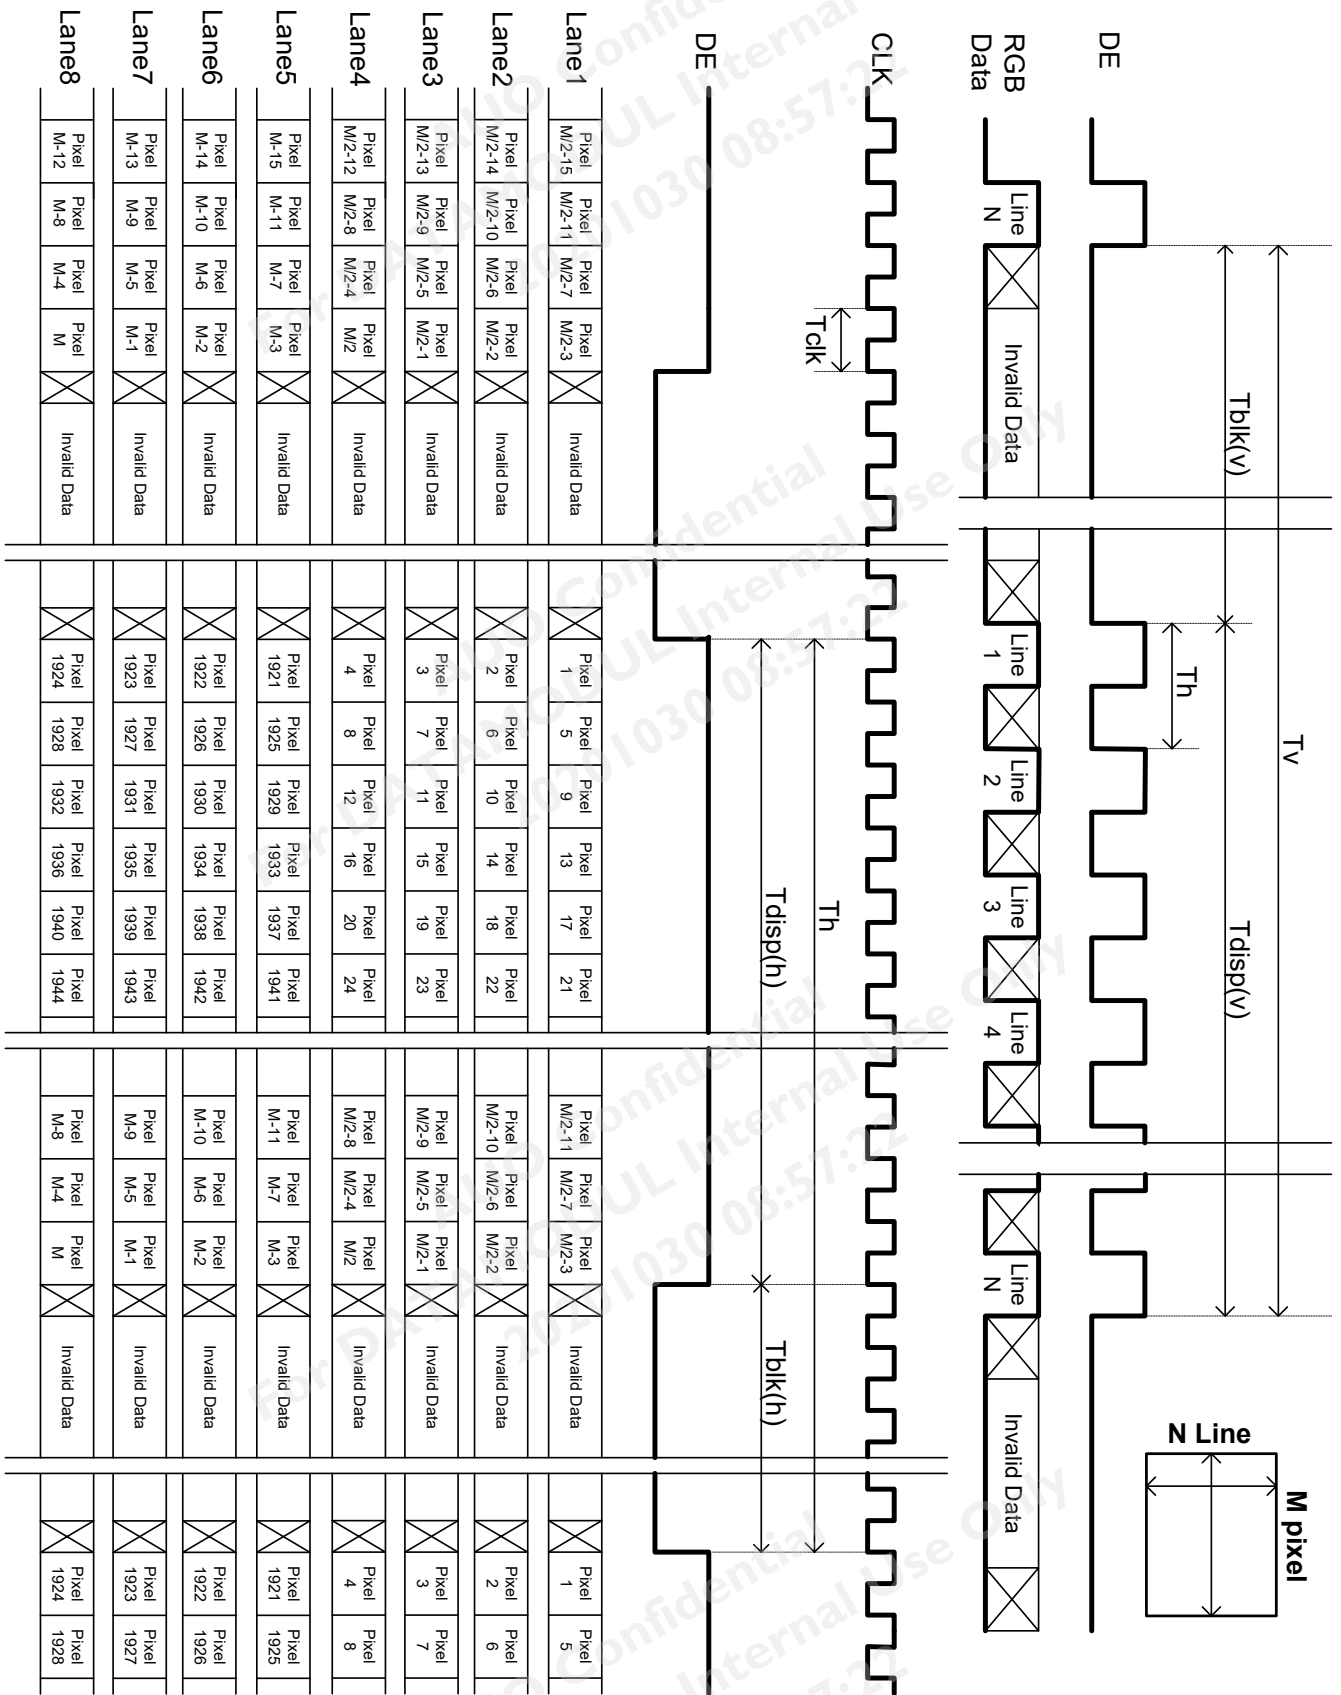 DE
RGB
Data
Line
N
Invalid Data
Line
1
Line
2
Line
3
Line
4
Line
N
Invalid Data
Tblk(v)
Tv
Th
Tdisp(v)
N Line
M pixel
CLK
Tclk
DE
Th
Tdisp(h)
Tblk(h)
Lane1 Pixel M/2-15 Pixel M/2-11 Pixel M/2-7 Pixel M/2-3 Invalid Data Pixel 1 Pixel 5 Pixel 9 Pixel 13 Pixel 17 Pixel 21 Pixel M/2-11 Pixel M/2-7 Pixel M/2-3 Invalid Data Pixel 1 Pixel 5
Lane2 Pixel M/2-14 Pixel M/2-10 Pixel M/2-6 Pixel M/2-2 Invalid Data Pixel 2 Pixel 6 Pixel 10 Pixel 14 Pixel 18 Pixel 22 Pixel M/2-10 Pixel M/2-6 Pixel M/2-2 Invalid Data Pixel 2 Pixel 6
Lane3 Pixel M/2-13 Pixel M/2-9 Pixel M/2-5 Pixel M/2-1 Invalid Data Pixel 3 Pixel 7 Pixel 11 Pixel 15 Pixel 19 Pixel 23 Pixel M/2-9 Pixel M/2-5 Pixel M/2-1 Invalid Data Pixel 3 Pixel 7
Lane4 Pixel M/2-12 Pixel M/2-8 Pixel M/2-4 Pixel M/2 Invalid Data Pixel 4 Pixel 8 Pixel 12 Pixel 16 Pixel 20 Pixel 24 Pixel M/2-8 Pixel M/2-4 Pixel M/2 Invalid Data Pixel 4 Pixel 8
Lane5 Pixel M-15 Pixel M-11 Pixel M-7 Pixel M-3 Invalid Data Pixel 1921 Pixel 1925 Pixel 1929 Pixel 1933 Pixel 1937 Pixel 1941 Pixel M-11 Pixel M-7 Pixel M-3 Invalid Data Pixel 1921 Pixel 1925
Lane6 Pixel M-14 Pixel M-10 Pixel M-6 Pixel M-2 Invalid Data Pixel 1922 Pixel 1926 Pixel 1930 Pixel 1934 Pixel 1938 Pixel 1942 Pixel M-10 Pixel M-6 Pixel M-2 Invalid Data Pixel 1922 Pixel 1926
Lane7 Pixel M-13 Pixel M-9 Pixel M-5 Pixel M-1 Invalid Data Pixel 1923 Pixel 1927 Pixel 1931 Pixel 1935 Pixel 1939 Pixel 1943 Pixel M-9 Pixel M-5 Pixel M-1 Invalid Data Pixel 1923 Pixel 1927
Lane8 Pixel M-12 Pixel M-8 Pixel M-4 Pixel M Invalid Data Pixel 1924 Pixel 1928 Pixel 1932 Pixel 1936 Pixel 1940 Pixel 1944 Pixel M-8 Pixel M-4 Pixel M Invalid Data Pixel 1924 Pixel 1928
AUO Confidential
For DATAMODUL Internal Use Only
20201030 08:57:22